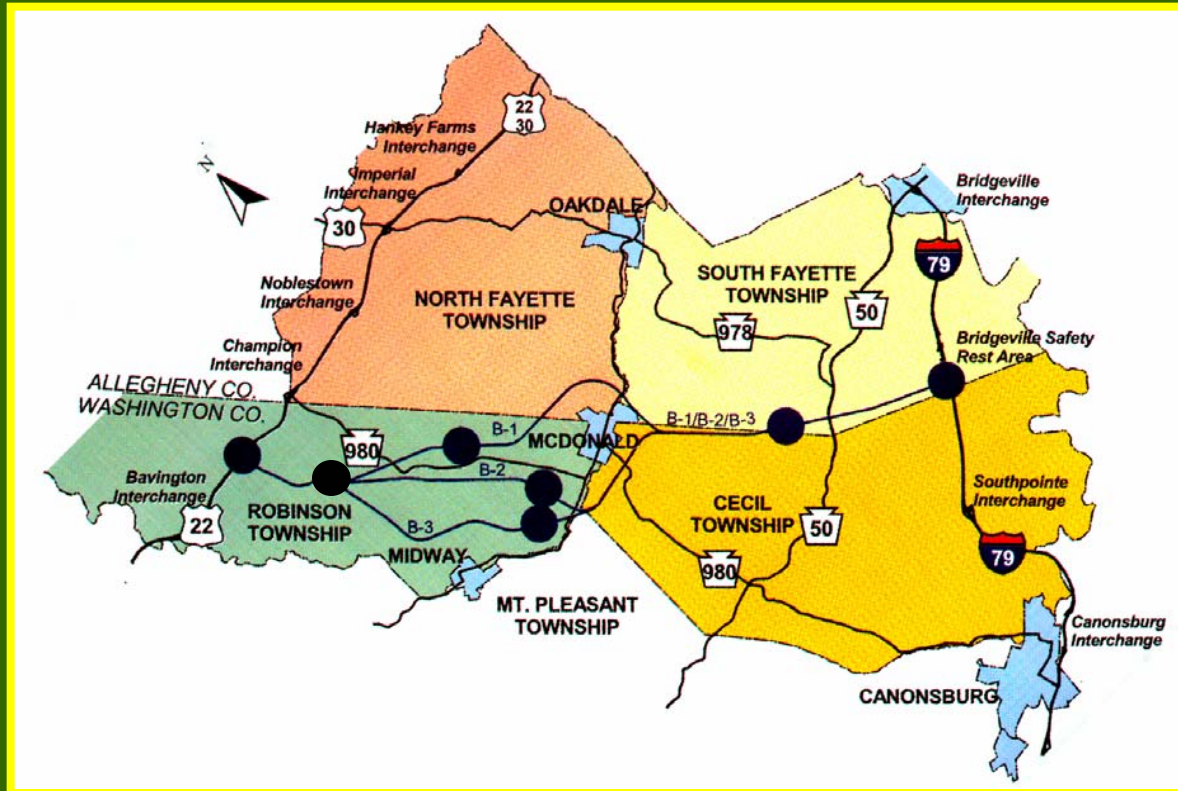 22
30
Hankey Farms
Interchange
Imperial
Interchange
N
30
OAKDALE
Bridgeville
Interchange
79
SOUTH FAYETTE
TOWNSHIP
50
Noblestown
Interchange
NORTH FAYETTE
TOWNSHIP
978
Bridgeville Safety
Rest Area
Champion
Interchange
ALLEGHENY CO.
WASHINGTON CO.
B-1
B-1/B-2/B-3
MCDONALD
980
B-2
Bavington
Interchange
22
ROBINSON
TOWNSHIP
B-3
MIDWAY
CECIL
TOWNSHIP
50
Southpointe
Interchange
79
980
MT. PLEASANT
TOWNSHIP
Canonsburg
Interchange
CANONSBURG